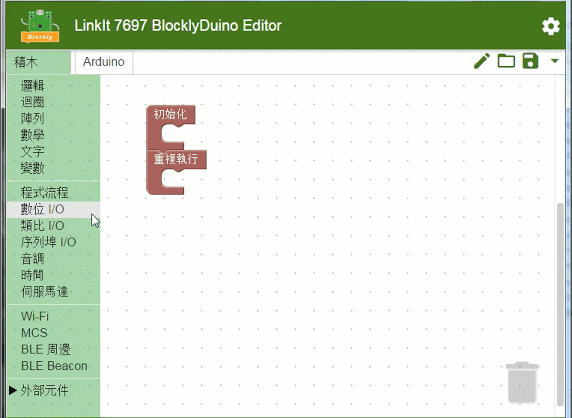 Blockly
LinkIt 7697 BlocklyDuino Editor
積木
Arduino
邏輯
迴圈
陣列
數學
文字
變數
程式流程
數位 I/O
類比 I/O
序列埠 I/O
音調
時間
伺服馬達
Wi-Fi
MCS
BLE 周邊
BLE Beacon
外部元件
初始化
重複執行